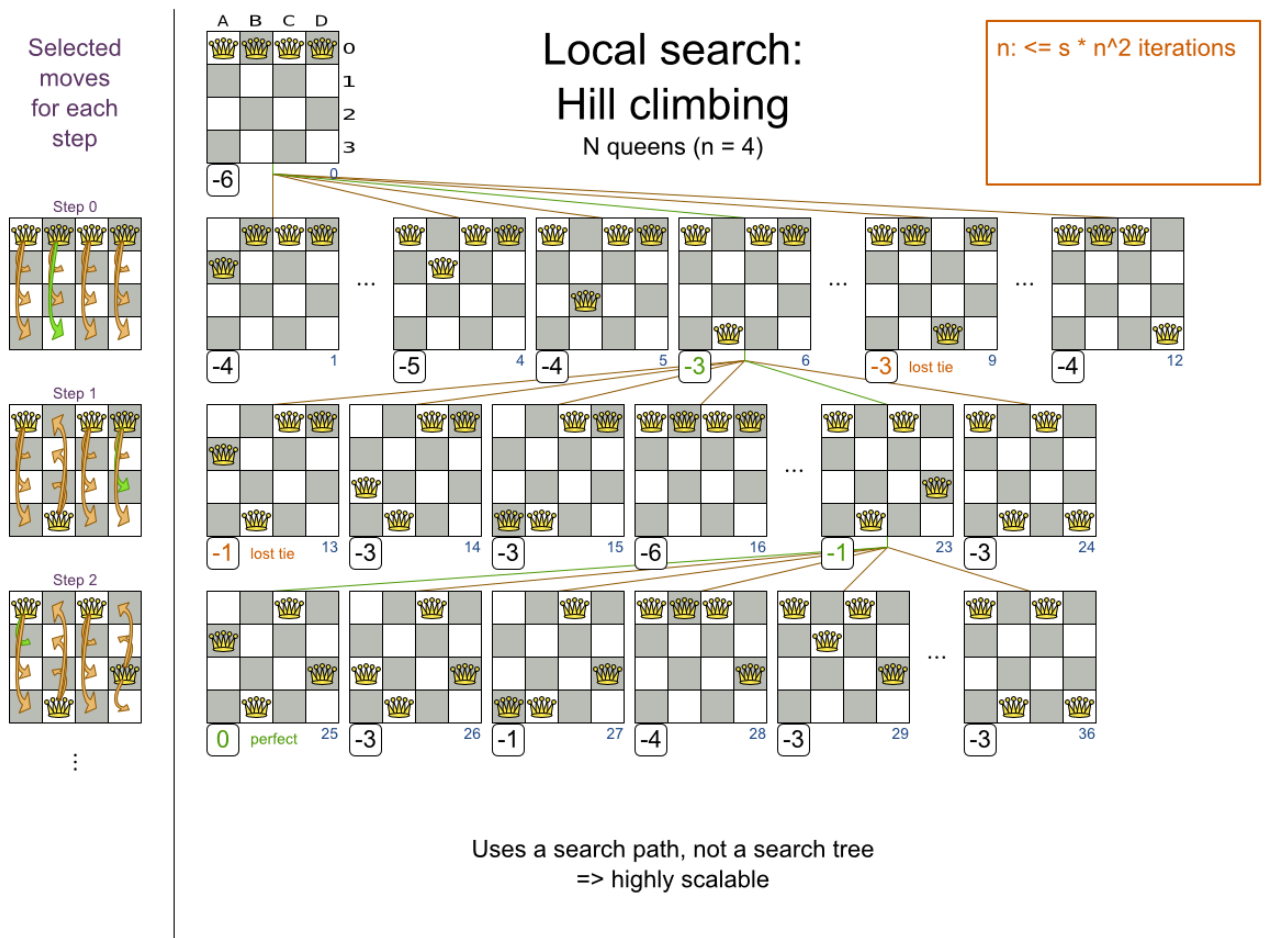 Selected
moves
for each
step
A B C D
0
1
2
3
-6
0
Local search:
Hill climbing
N queens (n = 4)
n: <= s * n^2 iterations
Step 0
...
...
...
-4
1
-5
4
-4
5
-3
6
-3
lost tie
9
-4
12
Step 1
...
-1
lost tie
13
-3
14
-3
15
-6
16
-1
23
-3
24
Step 2
...
0
perfect
25
-3
26
-1
27
-4
28
-3
29
-3
36
...
Uses a search path, not a search tree
=> highly scalable